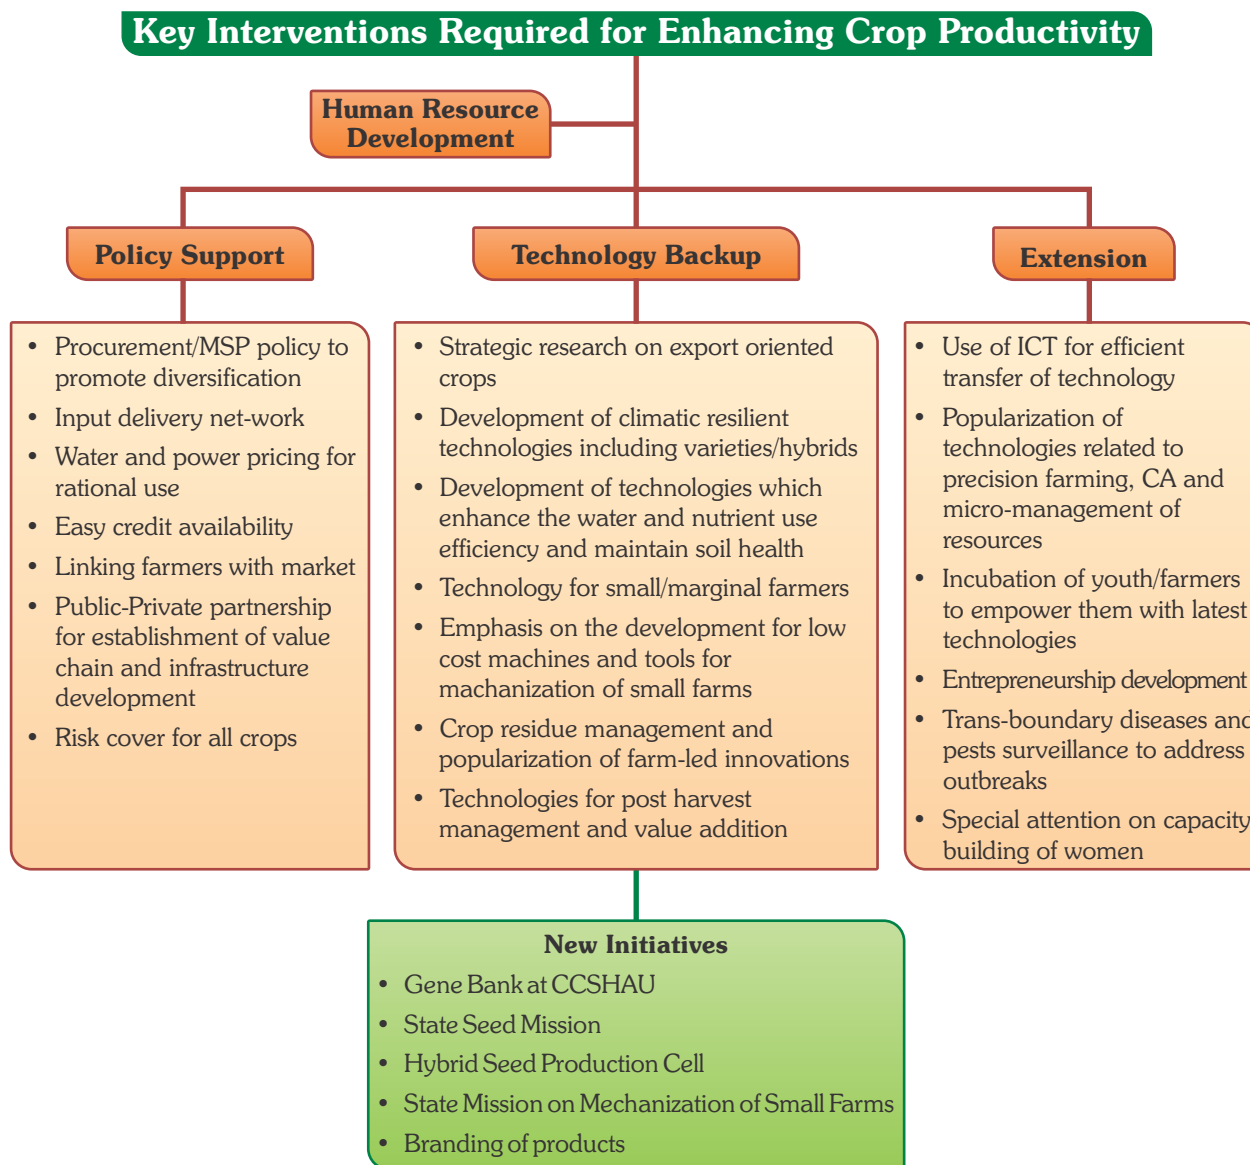 Key Interventions Required for Enhancing Crop Productivity
Human Resource
Development
Policy Support
• Procurement/MSP policy to
promote diversification
• Input delivery net-work
• Water and power pricing for
rational use
• Easy credit availability
• Linking farmers with market
• Public-Private partnership
for establishment of value
chain and infrastructure
development
• Risk cover for all crops
Technology Backup
• Strategic research on export oriented
crops
• Development of climatic resilient
technologies including varieties/hybrids
• Development of technologies which
enhance the water and nutrient use
efficiency and maintain soil health
• Technology for small/marginal farmers
• Emphasis on the development for low
cost machines and tools for
machanization of small farms
• Crop residue management and
popularization of farm-led innovations
• Technologies for post harvest
management and value addition
Extension
• Use of ICT for efficient
transfer of technology
• Popularization of
technologies related to
precision farming, CA and
micro-management of
resources
• Incubation of youth/farmers
to empower them with latest
technologies
• Entrepreneurship development
• Trans-boundary diseases and
pests surveillance to address
outbreaks
• Special attention on capacity
building of women
New Initiatives
• Gene Bank at CCSHAU
• State Seed Mission
• Hybrid Seed Production Cell
• State Mission on Mechanization of Small Farms
• Branding of products